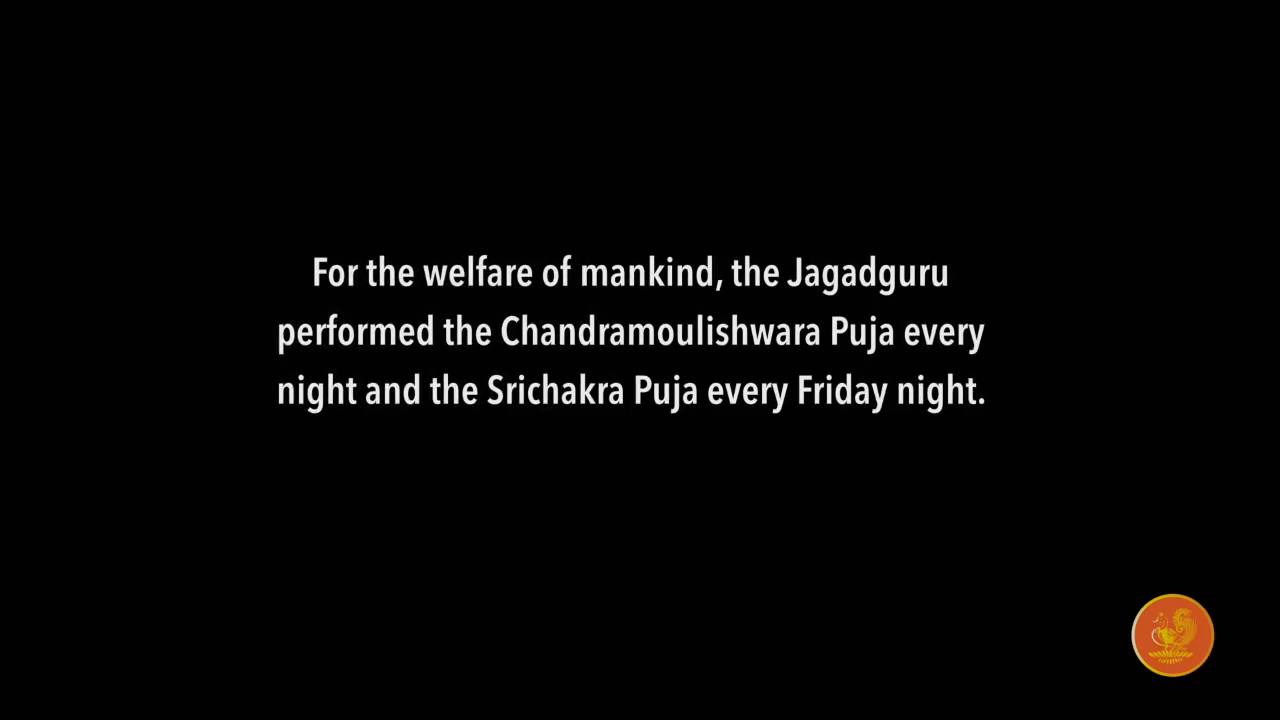 For the welfare of mankind, the Jagadguru
performed the Chandramoulishwara Puja every
night and the Srichakra Puja every Friday night.